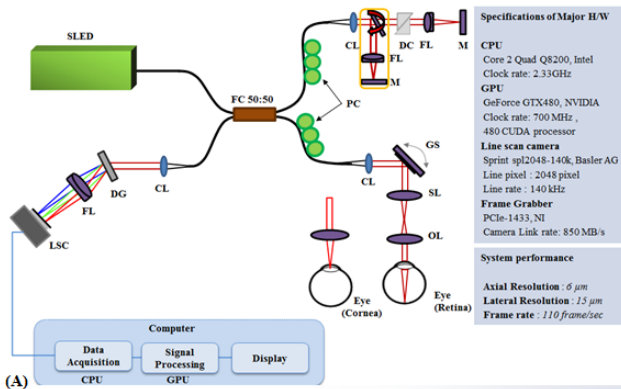 SLED
FC 50:50
PC
CL
FL
M
DC
FL
M
CL
GS
SL
OL
Eye
(Cornea)
Eye
(Retina)
CL
DG
FL
LSC
Computer
Data
Acquisition
CPU
Signal
Processing
GPU
Display
(A)
Specifications of Major H/W
CPU
Core 2 Quad Q8200, Intel
Clock rate: 2.33GHz
GPU
GeForce GTX480, NVIDIA
Clock rate: 700 MHz ,
480 CUDA processor
Line scan camera
Sprint spl2048-140k, Basler AG
Line pixel : 2048 pixel
Line rate : 140 kHz
Frame Grabber
PCIe-1433, NI
Camera Link rate: 850 MB/s
System performance
Axial Resolution : 6 μm
Lateral Resolution : 15 μm
Frame rate : 110 frame/sec